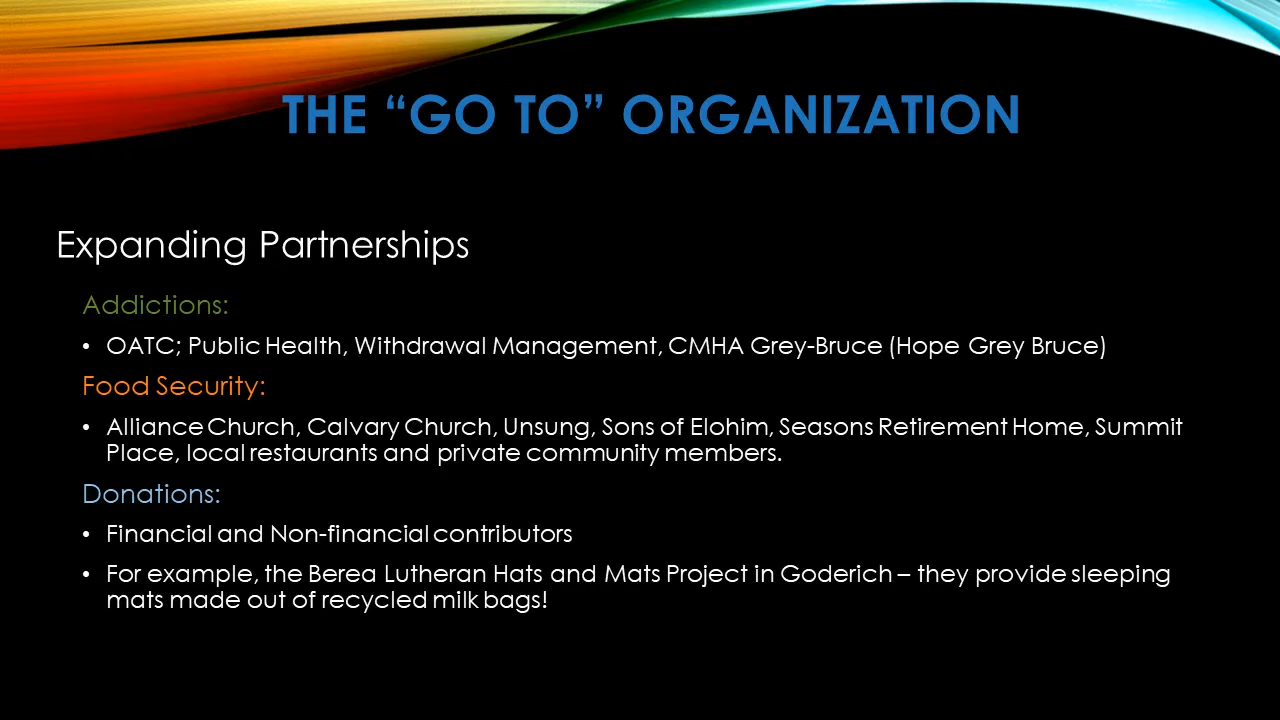 THE “GO TO” ORGANIZATION
Expanding Partnerships
Addictions:
• OATC; Public Health, Withdrawal Management, CMHA Grey-Bruce (Hope Grey Bruce)
Food Security:
• Alliance Church, Calvary Church, Unsung, Sons of Elohim, Seasons Retirement Home, Summit
Place, local restaurants and private community members.
Donations:
• Financial and Non-financial contributors
• For example, the Berea Lutheran Hats and Mats Project in Goderich – they provide sleeping
mats made out of recycled milk bags!